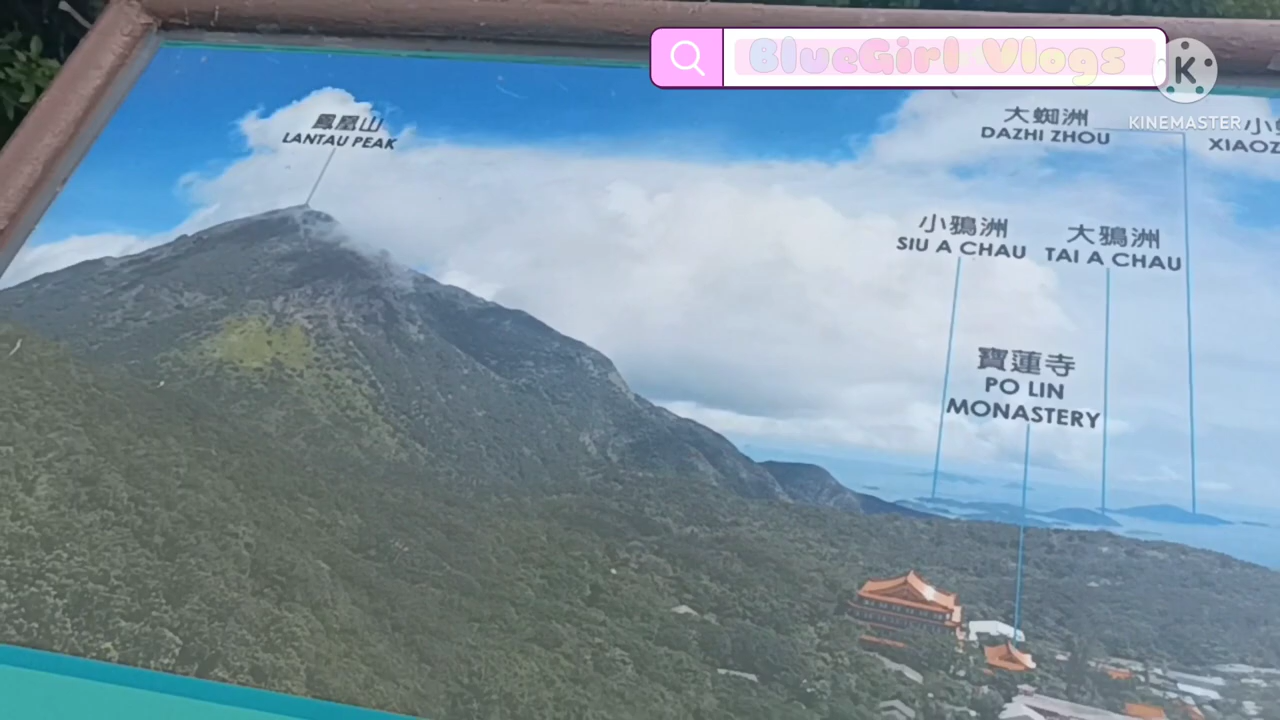 BlueGirl Vlogs
KINEMASTER
鳳凰山
LANTAU PEAK
大蜘洲
DAZHI ZHOU
小鴉洲
SIU A CHAU
大鴉洲
TAI A CHAU
寶蓮寺
PO LIN
MONASTERY